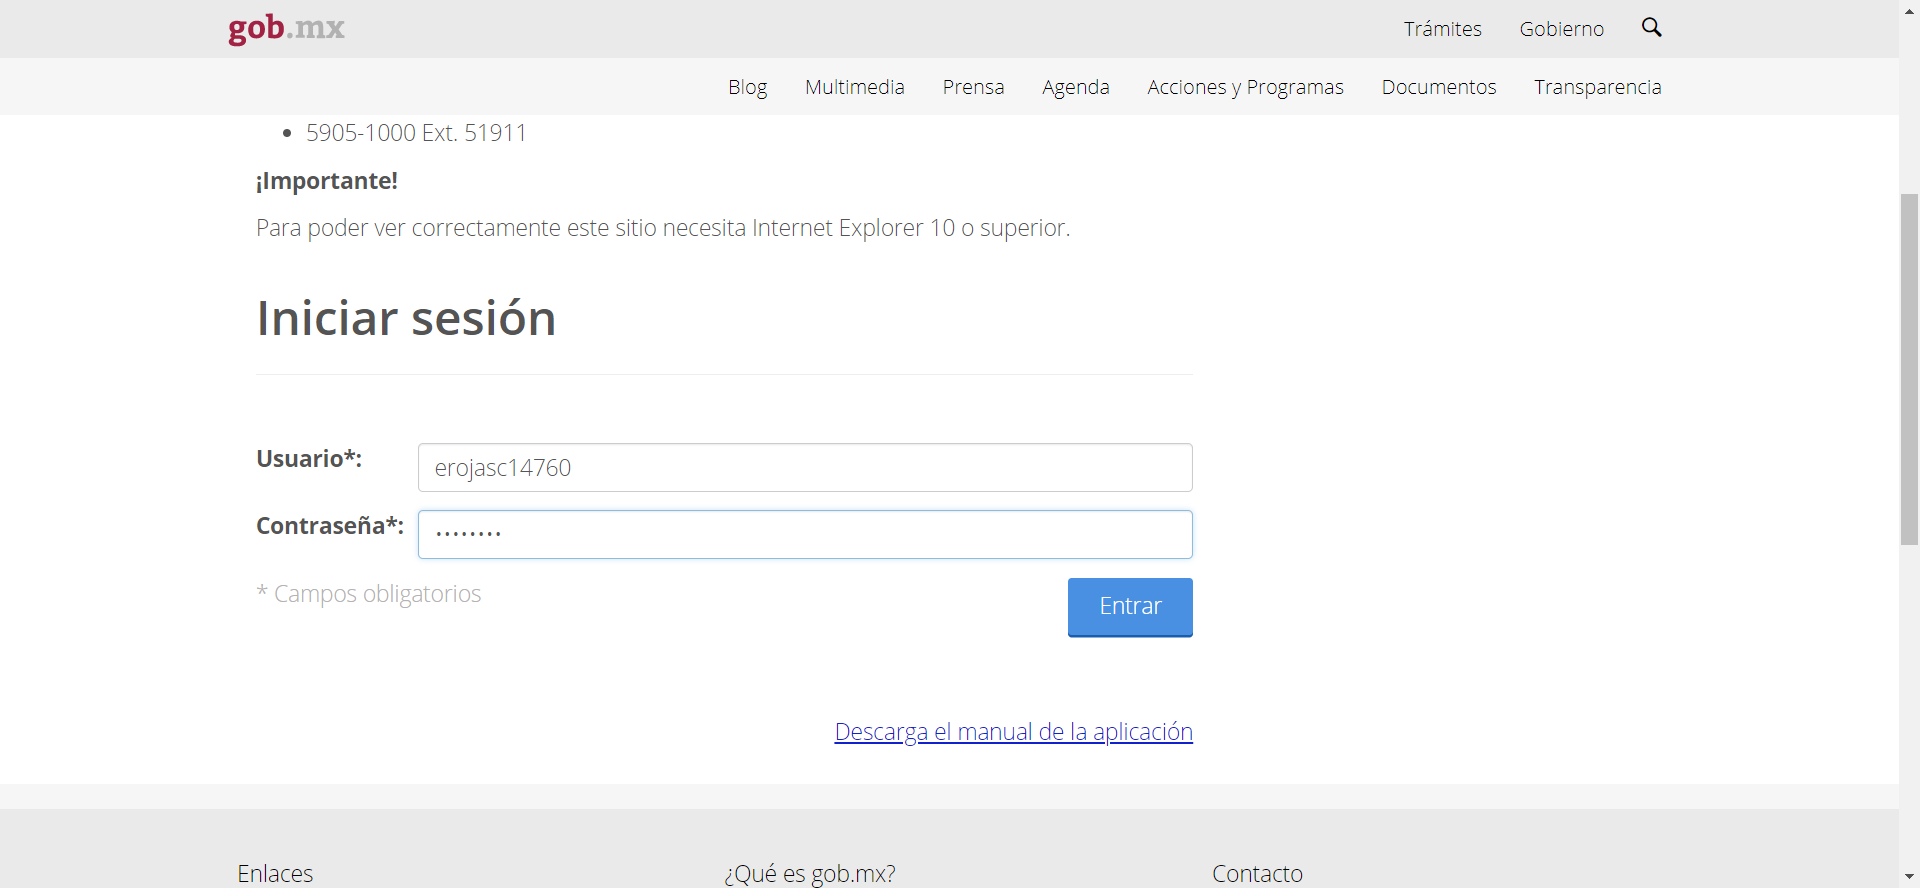 gob.mx
Trámites Gobierno
Blog Multimedia Prensa Agenda Acciones y Programas Documentos Transparencia
• 5905-1000 Ext. 51911
¡Importante!
Para poder ver correctamente este sitio necesita Internet Explorer 10 o superior.
Iniciar sesión
Usuario*: erojasc14760
Contraseña*: ········
* Campos obligatorios
Entrar
Descarga el manual de la aplicación
Enlaces ¿Qué es gob.mx? Contacto